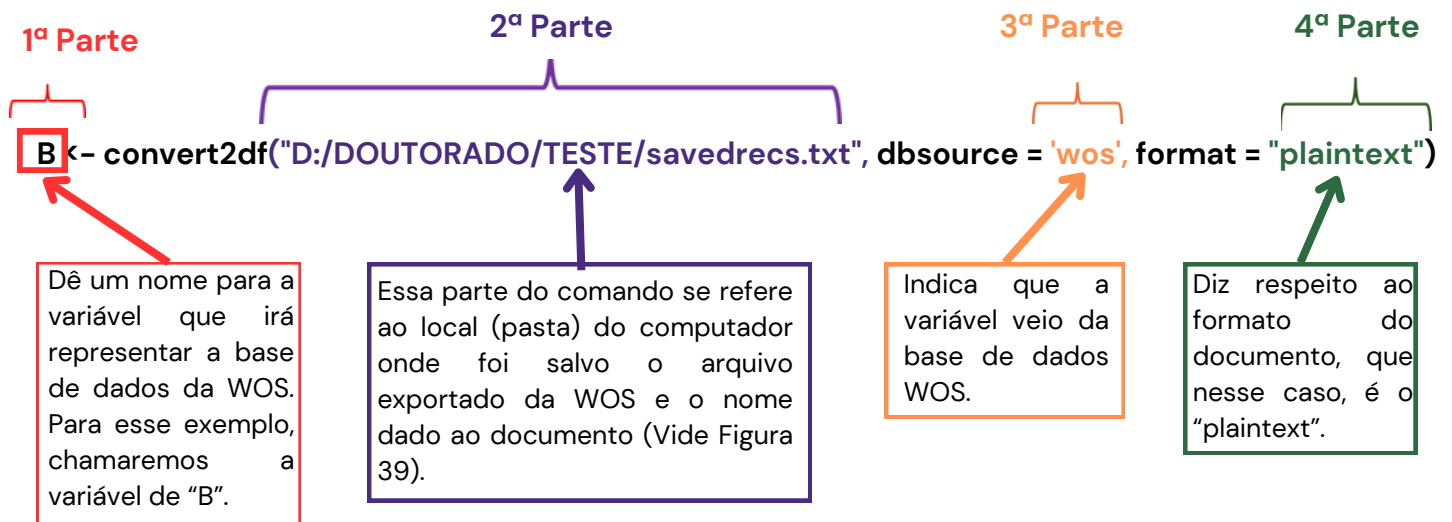 1ª Parte
2ª Parte
3ª Parte
4ª Parte
B <- convert2df("D:/DOUTORADO/TESTE/savedrecs.txt", dbsource = 'wos', format = "plaintext")
Dê um nome para a
variável que irá
representar a base
de dados da WOS.
Para esse exemplo,
chamaremos a
variável de “B”.
Essa parte do comando se refere
ao local (pasta) do computador
onde foi salvo o arquivo
exportado da WOS e o nome
dado ao documento (Vide Figura
39).
Indica que a
variável veio da
base de dados
WOS.
Diz respeito ao
formato do
documento, que
nesse caso, é o
“plaintext”.